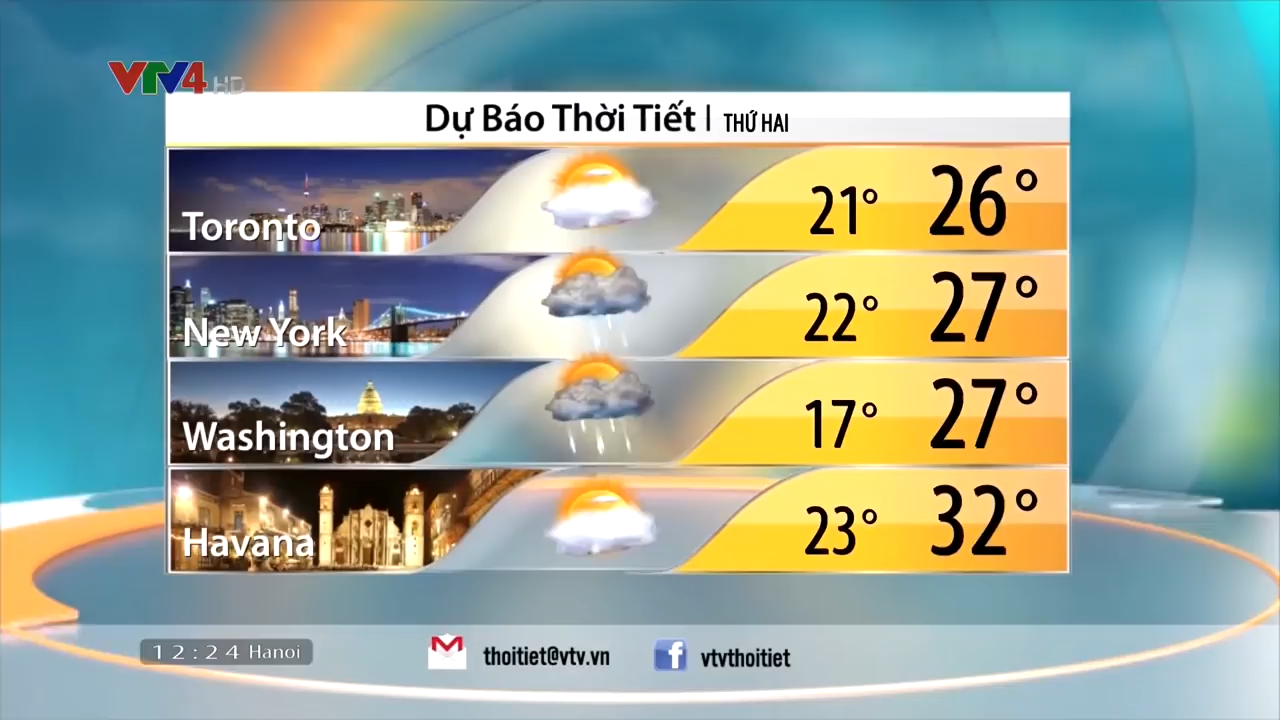 VTV4 HD
Dự Báo Thời Tiết | THỨ HAI
Toronto 21° 26°
New York 22° 27°
Washington 17° 27°
Havana 23° 32°
12:24 Hanoi thoitiet@vtv.vn f vtvthoitiet